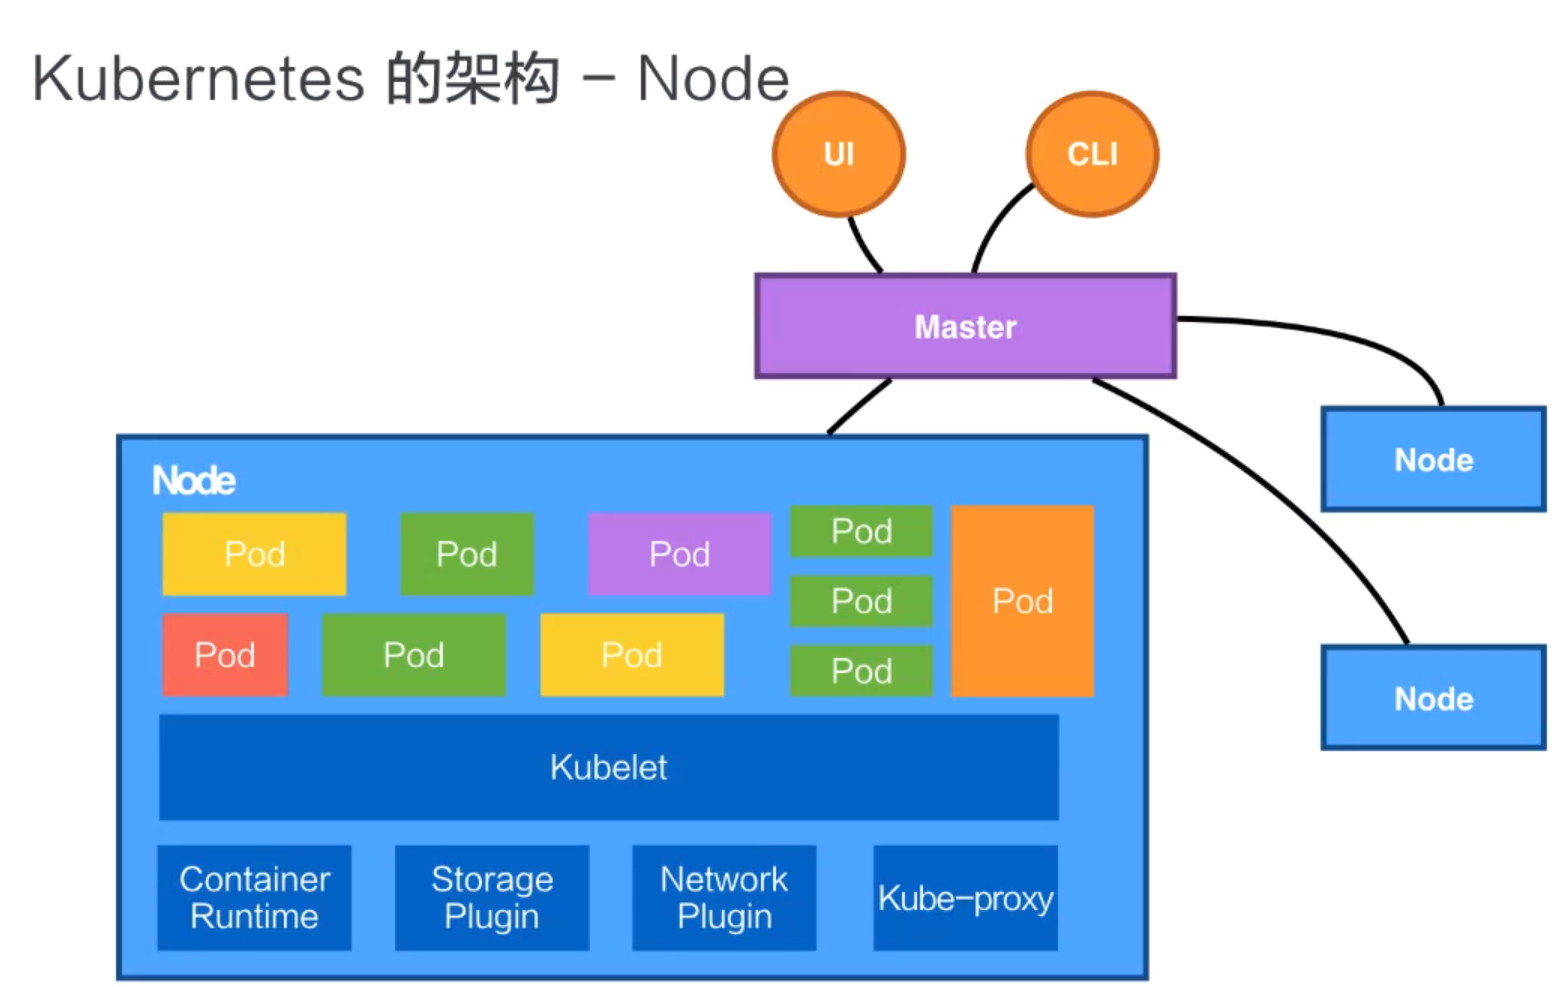 Kubernetes 的架构 – Node
UI
CLI
Master
Node
Node
Node
Pod
Pod
Pod
Pod
Pod
Pod
Pod
Pod
Pod
Pod
Kubelet
Container
Runtime
Storage
Plugin
Network
Plugin
Kube-proxy